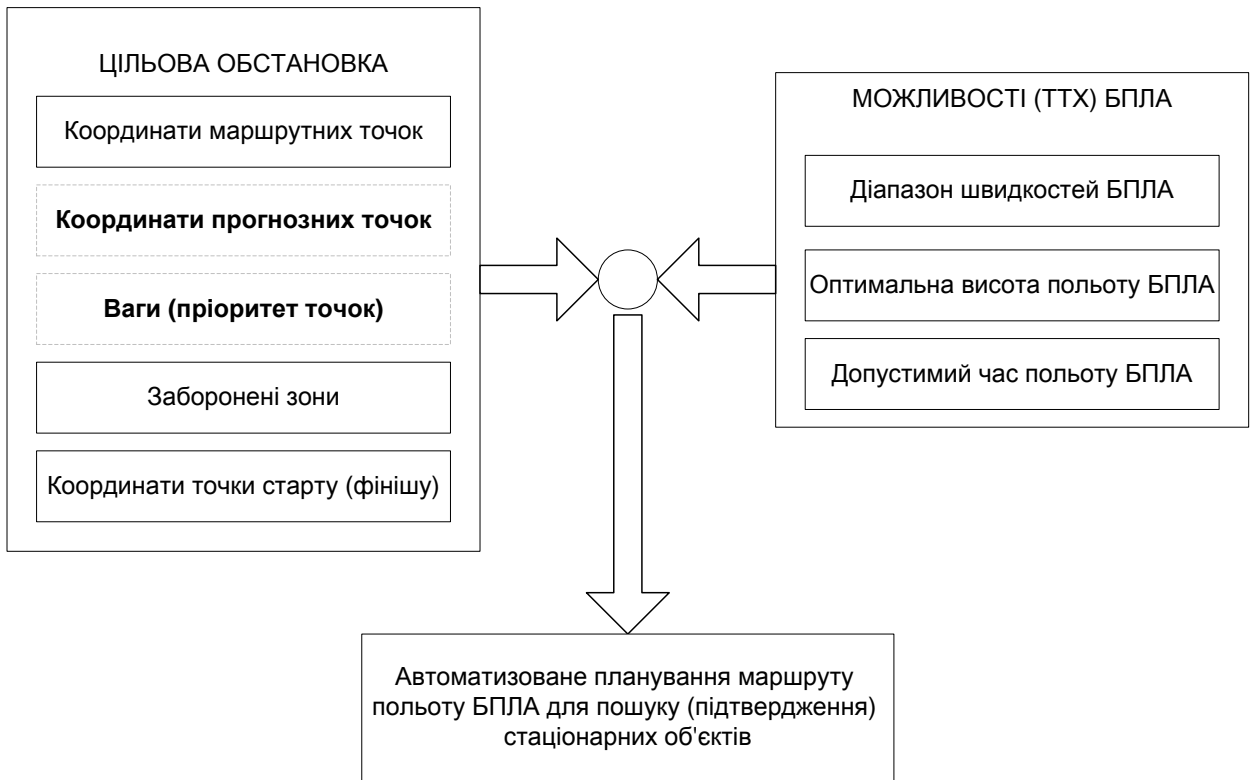 ЦІЛЬОВА ОБСТАНОВКА
Координати маршрутних точок
Координати прогнозних точок
Ваги (пріоритет точок)
Заборонені зони
Координати точки старту (фінішу)
МОЖЛИВОСТІ (ТТХ) БПЛА
Діапазон швидкостей БПЛА
Оптимальна висота польоту БПЛА
Допустимий час польоту БПЛА
Автоматизоване планування маршруту
польоту БПЛА для пошуку (підтвердження)
стаціонарних об'єктів